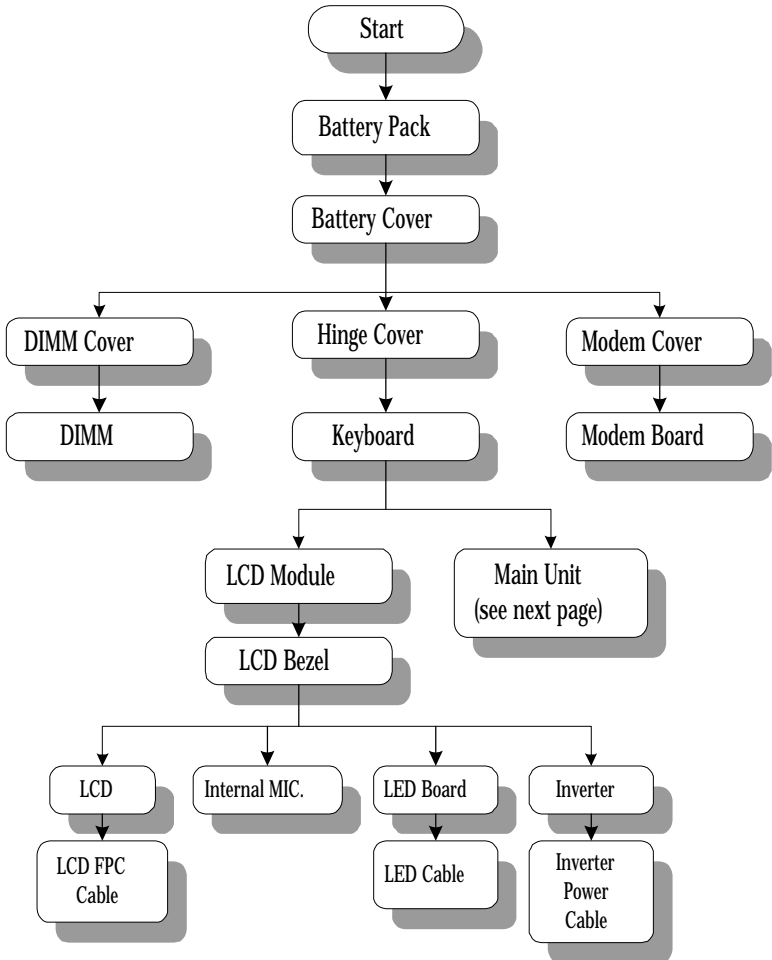 Start
Battery Pack
Battery Cover
DIMM Cover
Hinge Cover
Modem Cover
DIMM
Keyboard
Modem Board
LCD Module
Main Unit
(see next page)
LCD Bezel
LCD
Internal MIC.
LED Board
Inverter
LCD FPC
Cable
LED Cable
Inverter
Power
Cable